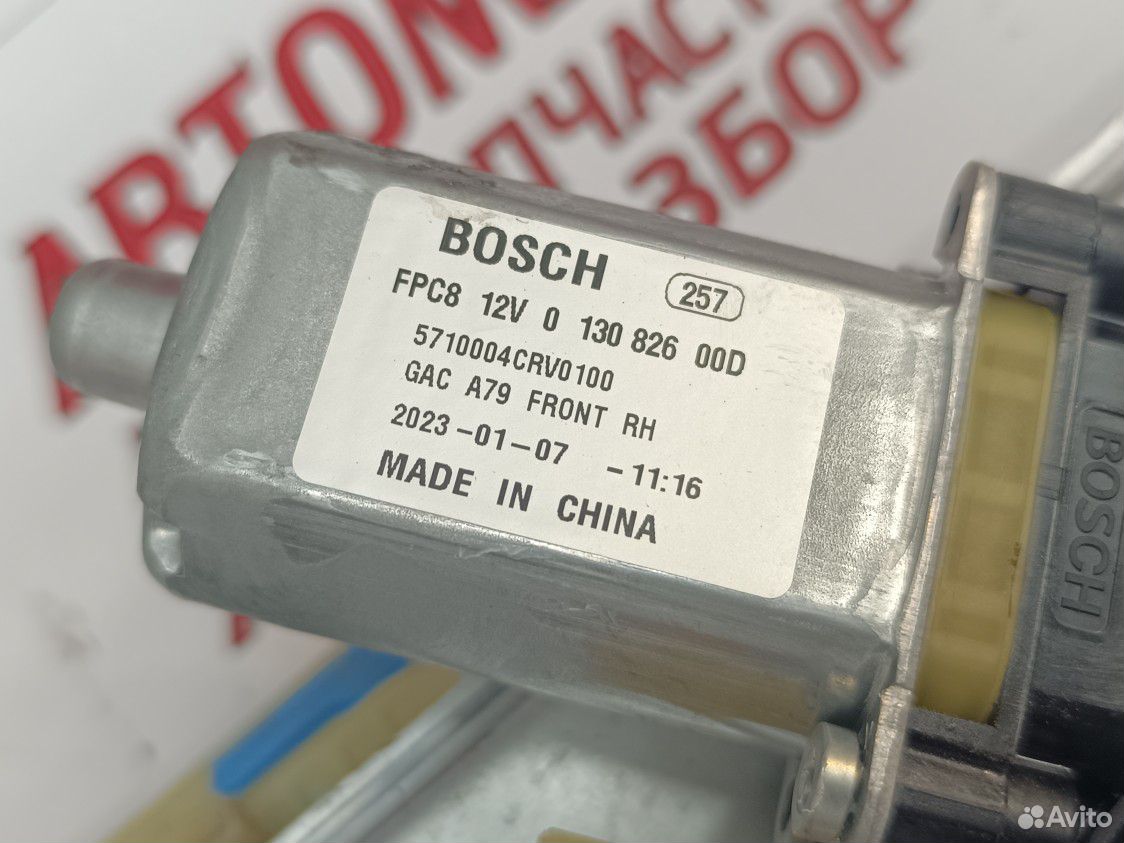 BOSCH
257
FPC8 12V 0 130 826 00D
5710004CRV0100
GAC A79 FRONT RH
2023-01-07 -11:16
MADE IN CHINA
BOSCH
Avito